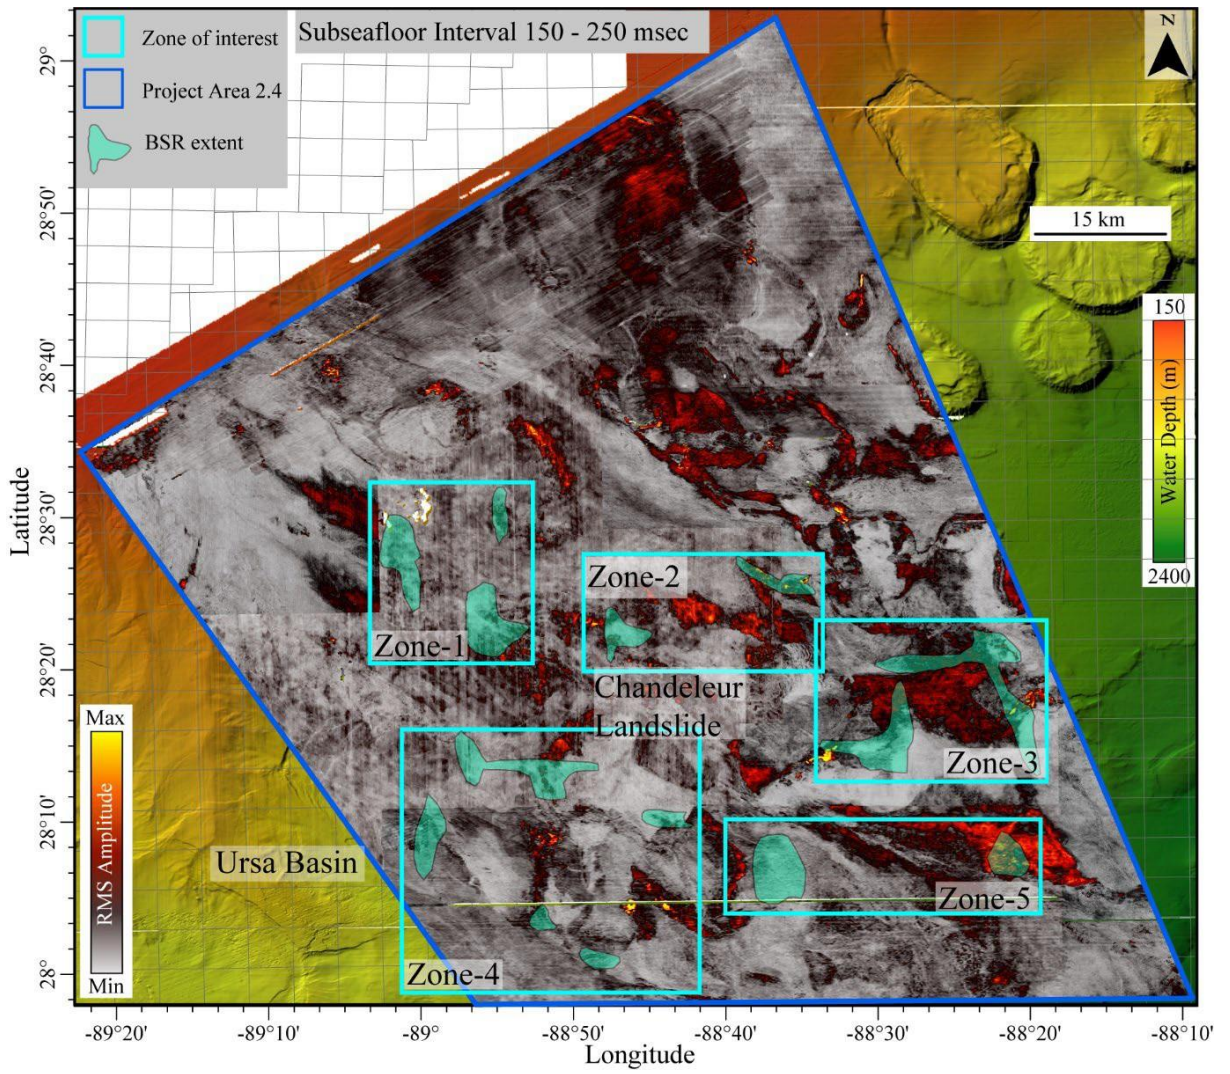 Zone of interest
Project Area 2.4
BSR extent
Subseafloor Interval 150 - 250 msec
N
15 km
150
Water Depth (m)
2400
Zone-1
Zone-2
Chandeleur
Landslide
Zone-3
Zone-4
Zone-5
Ursa Basin
Max
RMS Amplitude
Min
29°
28°50'
28°40'
28°30'
28°20'
28°10'
28°
Latitude
-89°20'
-89°10'
-89°
-88°50'
-88°40'
-88°30'
-88°20'
-88°10'
Longitude